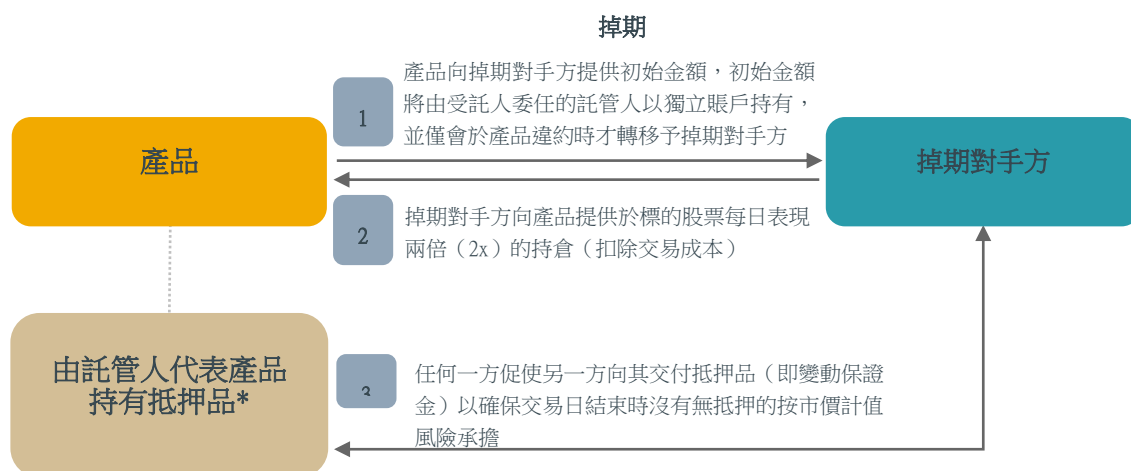 掉期
產品向掉期對手方提供初始金額，初始金額
將由受託人委任的託管人以獨立賬戶持有，
並僅會於產品違約時才轉移予掉期對手方
1
產品
掉期對手方
2
掉期對手方向產品提供於標的股票每日表現
兩倍（2x）的持倉（扣除交易成本）
由託管人代表產品
持有抵押品*
3
任何一方促使另一方向其交付抵押品（即變動保證
金）以確保交易日結束時沒有無抵押的按市價計值
風險承擔